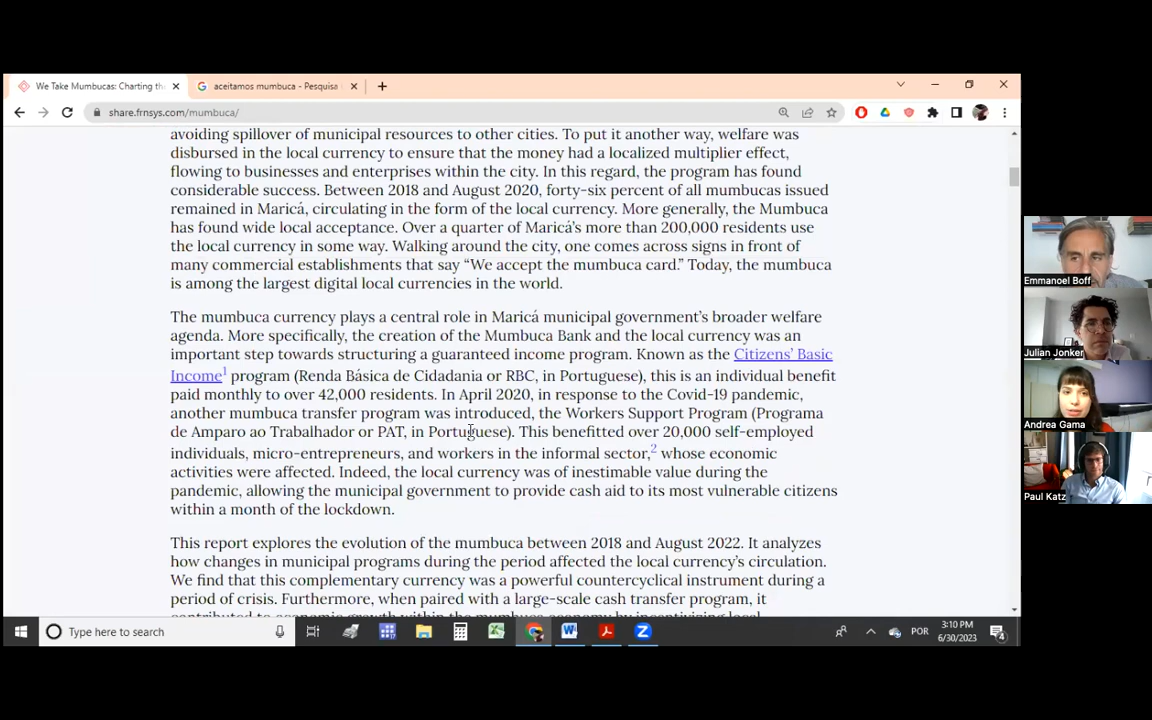 We Take Mumbucas: Charting th
aceitamos mumbuca - Pesquisa
share.frnsys.com/mumbuca/
avoiding spillover of municipal resources to other cities. To put it another way, welfare was
disbursed in the local currency to ensure that the money had a localized multiplier effect,
flowing to businesses and enterprises within the city. In this regard, the program has found
considerable success. Between 2018 and August 2020, forty-six percent of all mumbucas issued
remained in Maricá, circulating in the form of the local currency. More generally, the Mumbuca
has found wide local acceptance. Over a quarter of Maricá's more than 200,000 residents use
the local currency in some way. Walking around the city, one comes across signs in front of
many commercial establishments that say “We accept the mumbuca card.” Today, the mumbuca
is among the largest digital local currencies in the world.
The mumbuca currency plays a central role in Maricá municipal government's broader welfare
agenda. More specifically, the creation of the Mumbuca Bank and the local currency was an
important step towards structuring a guaranteed income program. Known as the Citizens' Basic
Income1 program (Renda Básica de Cidadania or RBC, in Portuguese), this is an individual benefit
paid monthly to over 42,000 residents. In April 2020, in response to the Covid-19 pandemic,
another mumbuca transfer program was introduced, the Workers Support Program (Programa
de Amparo ao Trabalhador or PAT, in Portuguese). This benefitted over 20,000 self-employed
individuals, micro-entrepreneurs, and workers in the informal sector,2 whose economic
activities were affected. Indeed, the local currency was of inestimable value during the
pandemic, allowing the municipal government to provide cash aid to its most vulnerable citizens
within a month of the lockdown.
This report explores the evolution of the mumbuca between 2018 and August 2022. It analyzes
how changes in municipal programs during the period affected the local currency's circulation.
We find that this complementary currency was a powerful countercyclical instrument during a
period of crisis. Furthermore, when paired with a large-scale cash transfer program, it
Emmanoel Boff
Julian Jonker
Andrea Gama
Paul Katz
Type here to search
POR
3:10 PM
6/30/2023
4